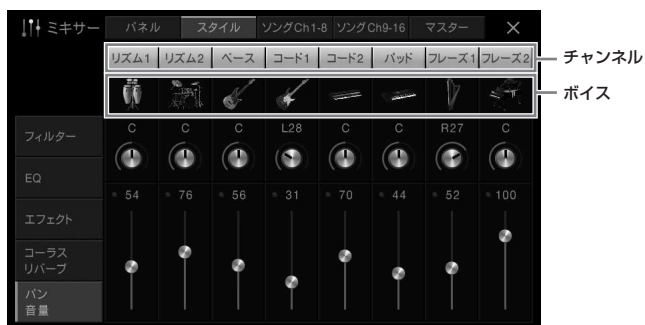 ミキサー パネル スタイル ソングCh1-8 ソングCh9-16 マスター ×
リズム1 リズム2 ベース コード1 コード2 パッド フレーズ1 フレーズ2 チャンネル
ボイス
フィルター C C C L28 C C R27 C
EQ
54 76 56 31 70 44 52 100
エフェクト
コーラス
リバーブ
パン
音量